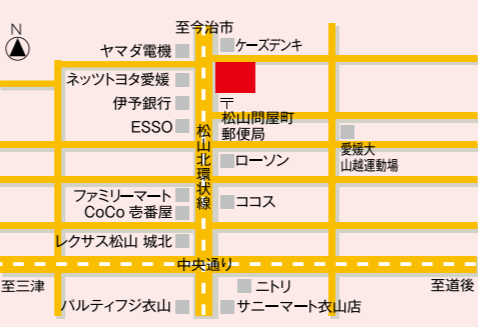 至今治市
N
ヤマダ電機
ケーズデンキ
ネッツトヨタ愛媛
伊予銀行
〒
松山問屋町
郵便局
ESSO
松山北環状線
愛媛大
山越運動場
ローソン
ファミリーマート
CoCo 壱番屋
ココス
レクサス松山 城北
中央通り
至三津
ニトリ
至道後
パルティフジ衣山
サニーマート衣山店